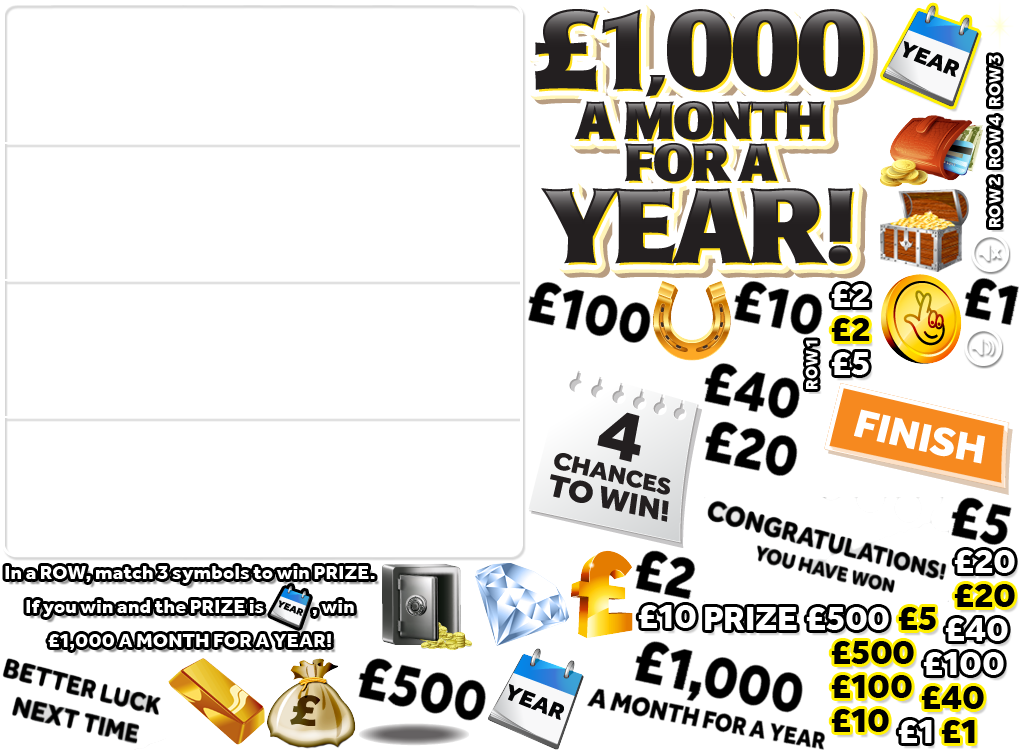 £1,000
A MONTH
FOR A
YEAR!
YEAR
ROW3
ROW4
ROW2
£100
£10
£2
£2
£5
£1
ROW1
£40
£20
4
CHANCES
TO WIN!
FINISH
CONGRATULATIONS!
YOU HAVE WON
£5
In a ROW, match 3 symbols to win PRIZE.
If you win and the PRIZE is YEAR, win
£1,000 A MONTH FOR A YEAR!
£
£
£2
£10 PRIZE £500 £5
£20
£20
£40
£500
£100
£100
£40
£10
£1
£1
BETTER LUCK
NEXT TIME
£500
YEAR
£1,000
A MONTH FOR A YEAR